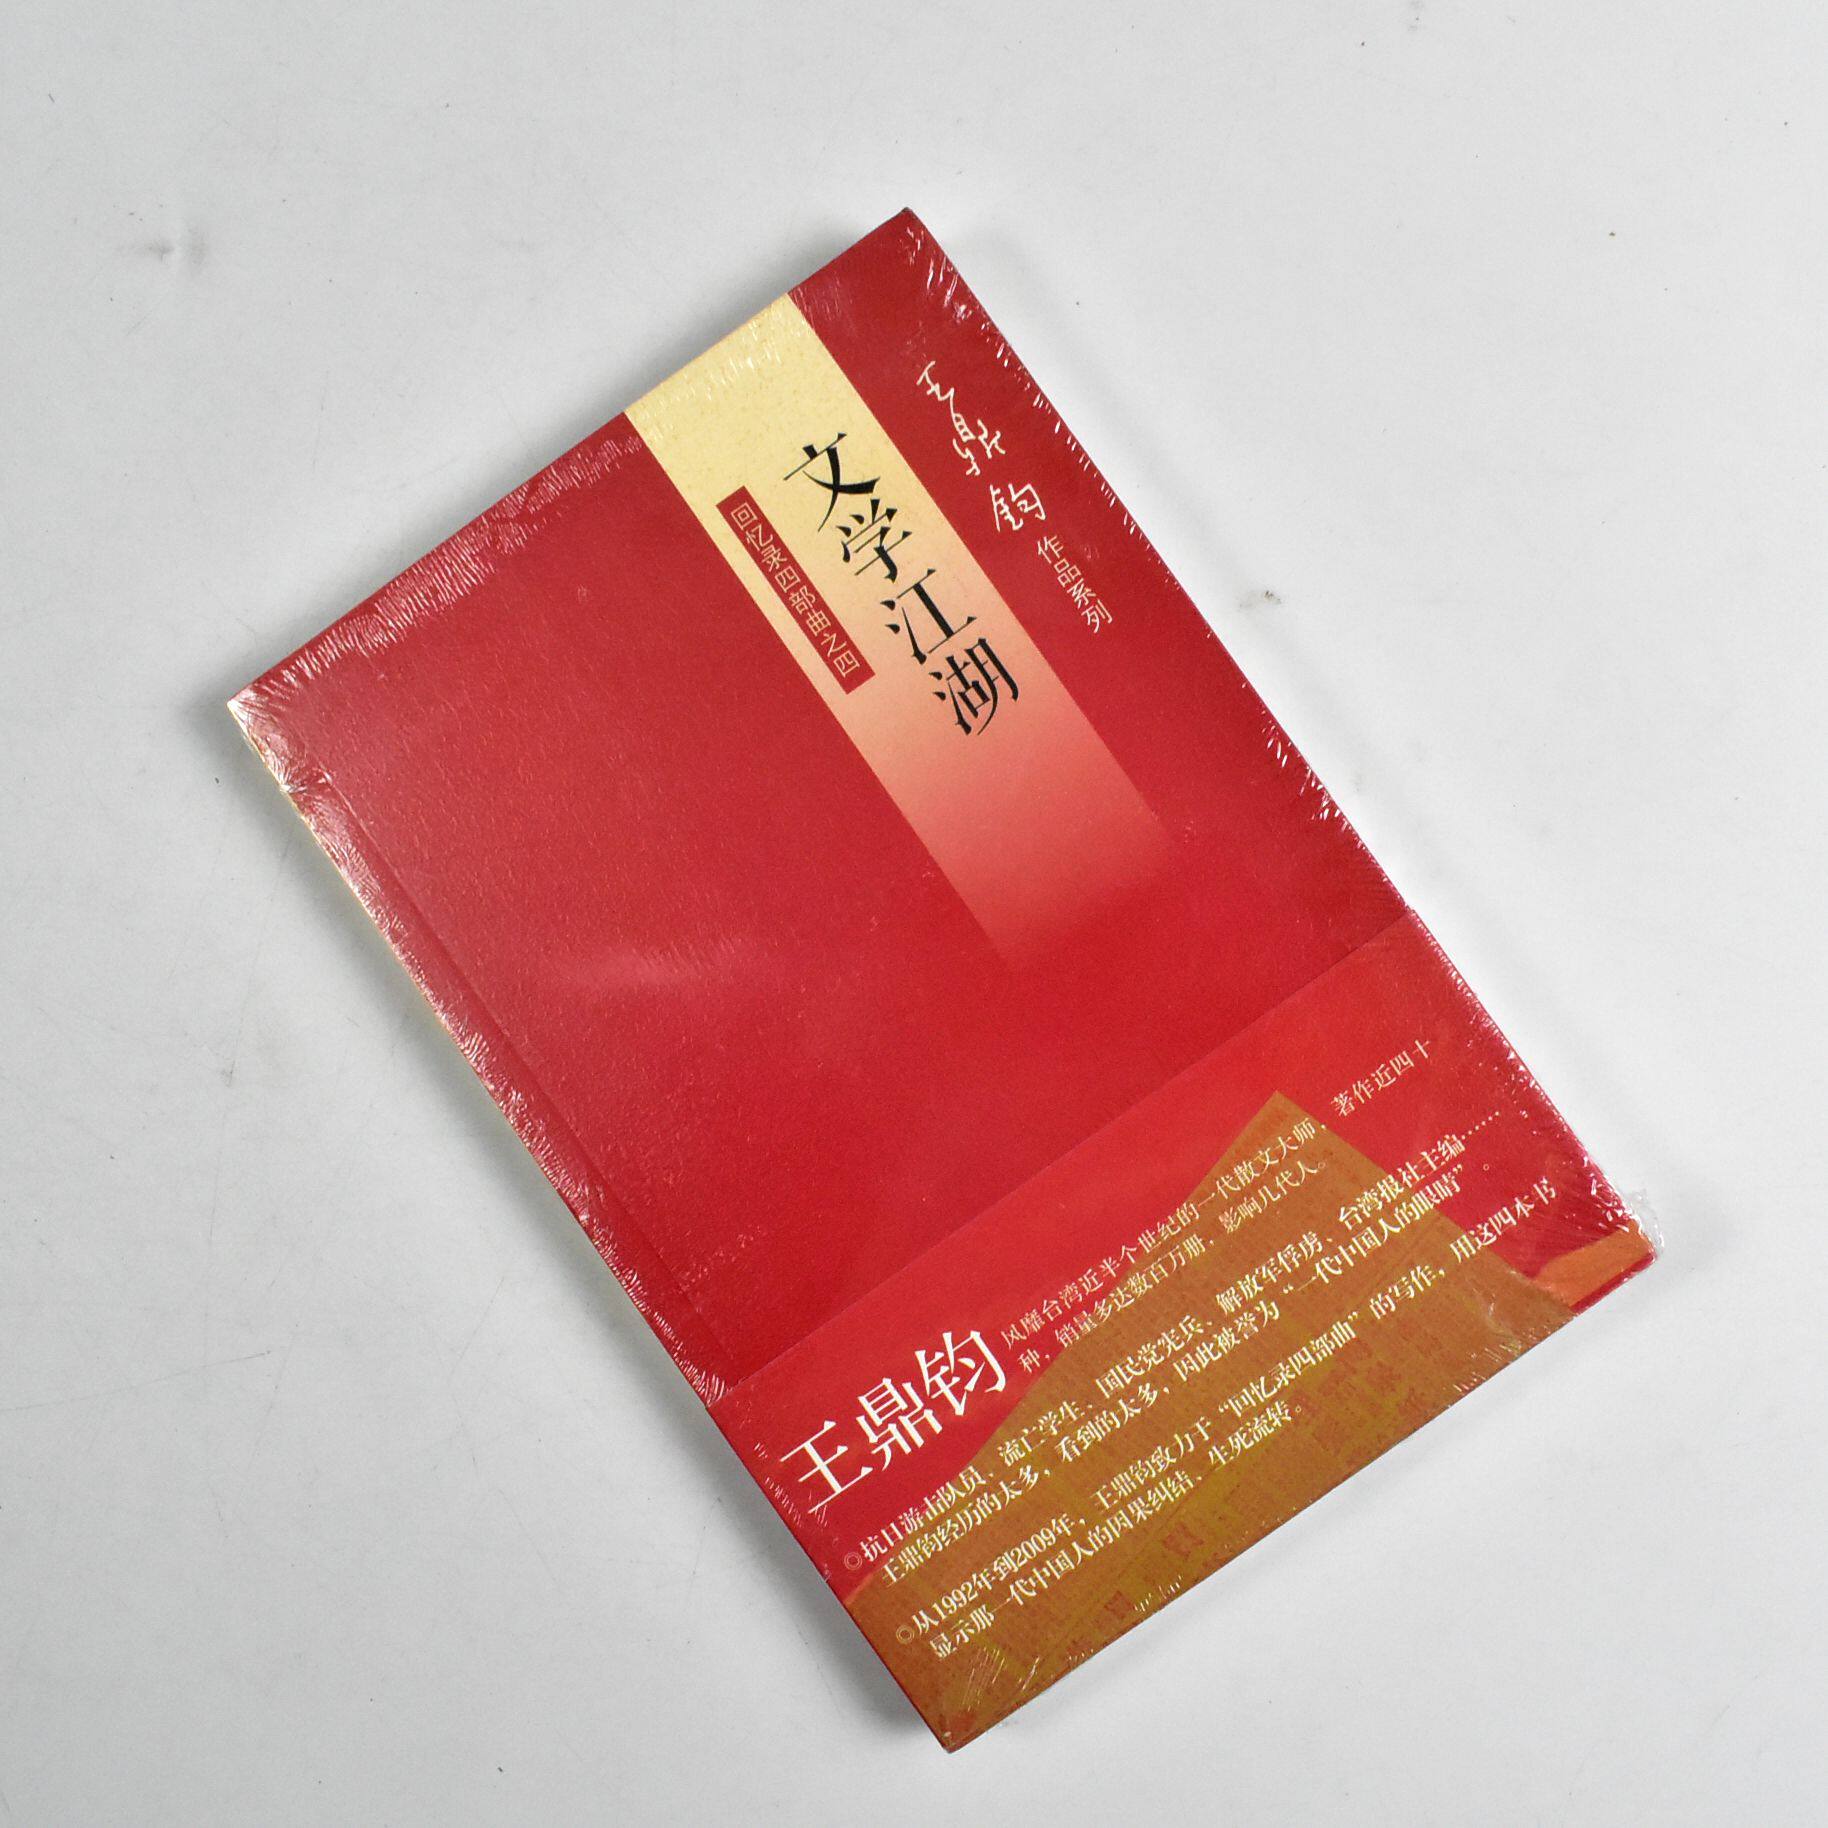 王鼎钧作品系列
文学江湖
回忆录四部曲之四
王鼎钧
风靡台湾近半个世纪的一代散文大师，著作近四十
种，销量多达数百万册，影响几代人。
◎抗日游击队员、流亡学生、国民党宪兵、解放军俘虏、台湾报社主编……
王鼎钧经历的太多，看到的太多，因此被誉为“一代中国人的眼睛”。
◎从1992年到2009年，王鼎钧致力于“回忆录四部曲”的写作，用这四本书
显示那一代中国人的因果纠结、生死流转。